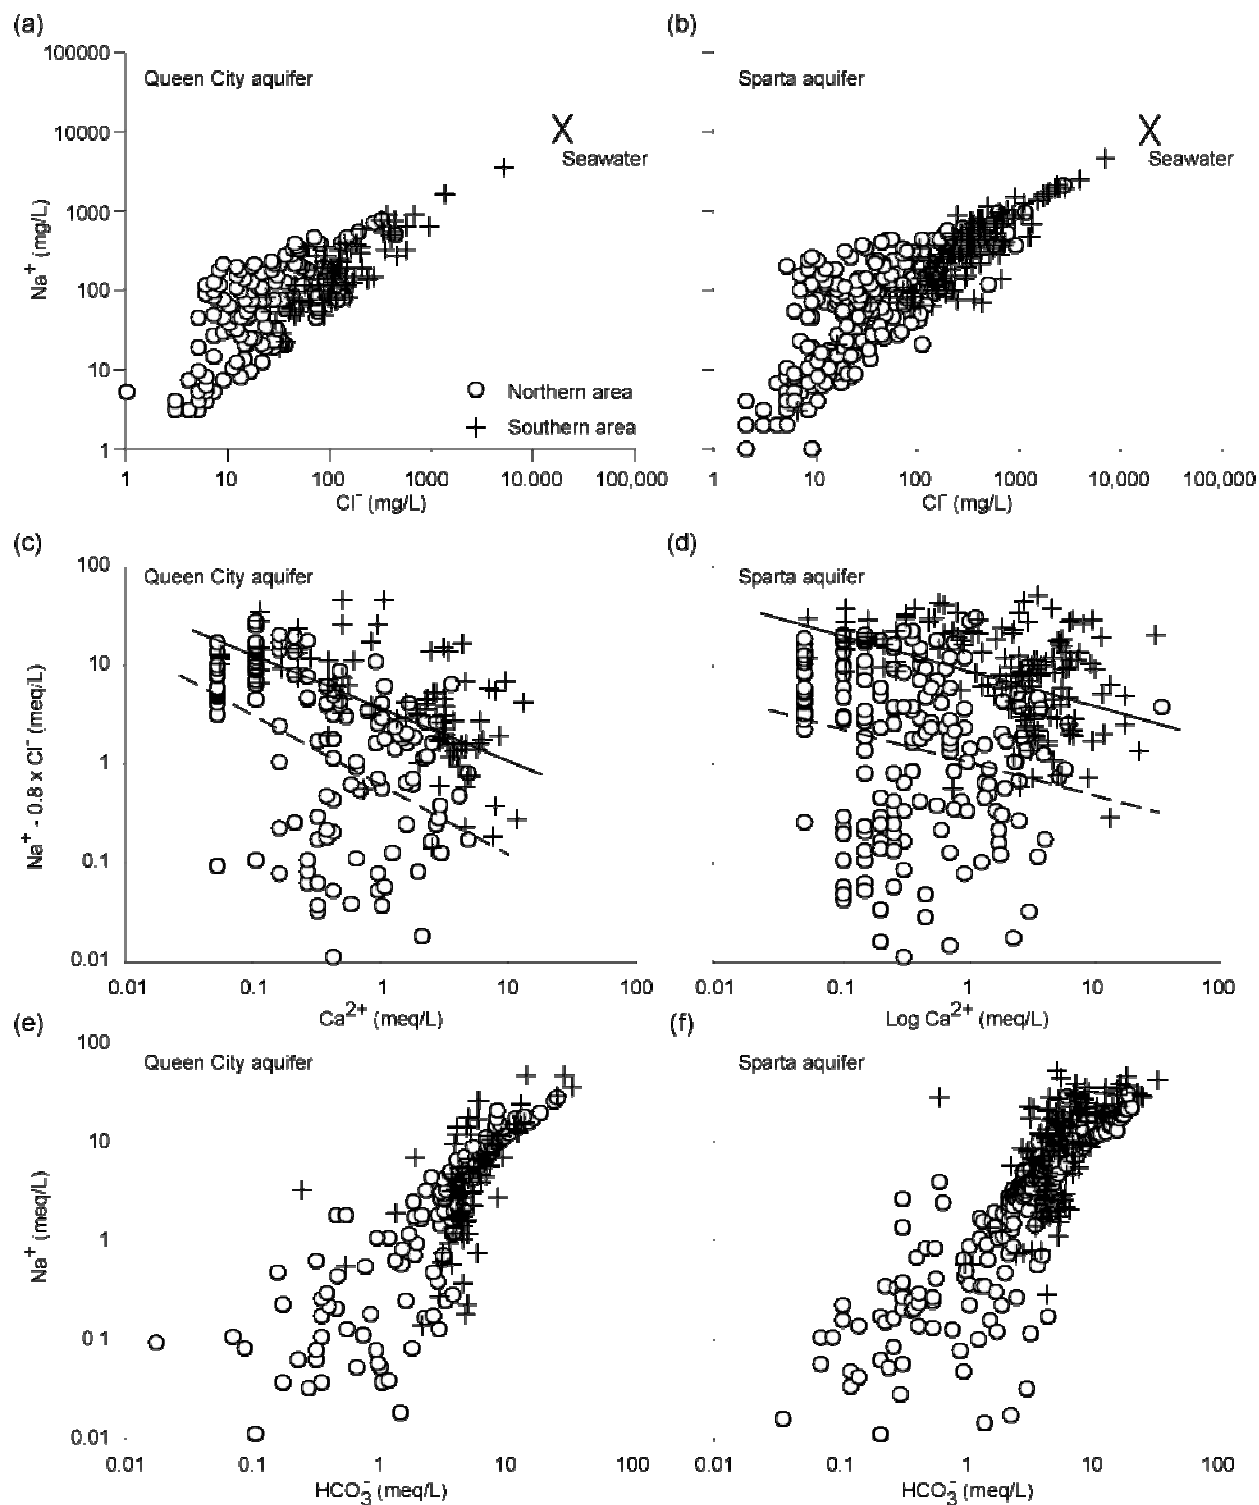 (a)
(b)
100000
10000
1000
100
10
1
Na⁺ (mg/L)
Queen City aquifer
Sparta aquifer
X
Seawater
X
Seawater
Northern area
Southern area
1 10 100 1000 10.000 100,000
1 10 100 1000 10,000 100,000
Cl⁻ (mg/L)
Cl⁻ (mg/L)
(c)
(d)
100
10
1
0.1
0.01
Na⁺ - 0.8 x Cl⁻ (meq/L)
Queen City aquifer
Sparta aquifer
0.01 0.1 1 10 100
0.01 0.1 1 10 100
Ca²⁺ (meq/L)
Log Ca²⁺ (meq/L)
(e)
(f)
100
10
1
0.1
0.01
Na⁺ (meq/L)
Queen City aquifer
Sparta aquifer
0.01 0.1 1 10 100
0.01 0.1 1 10 100
HCO₃⁻ (meq/L)
HCO₃⁻ (meq/L)